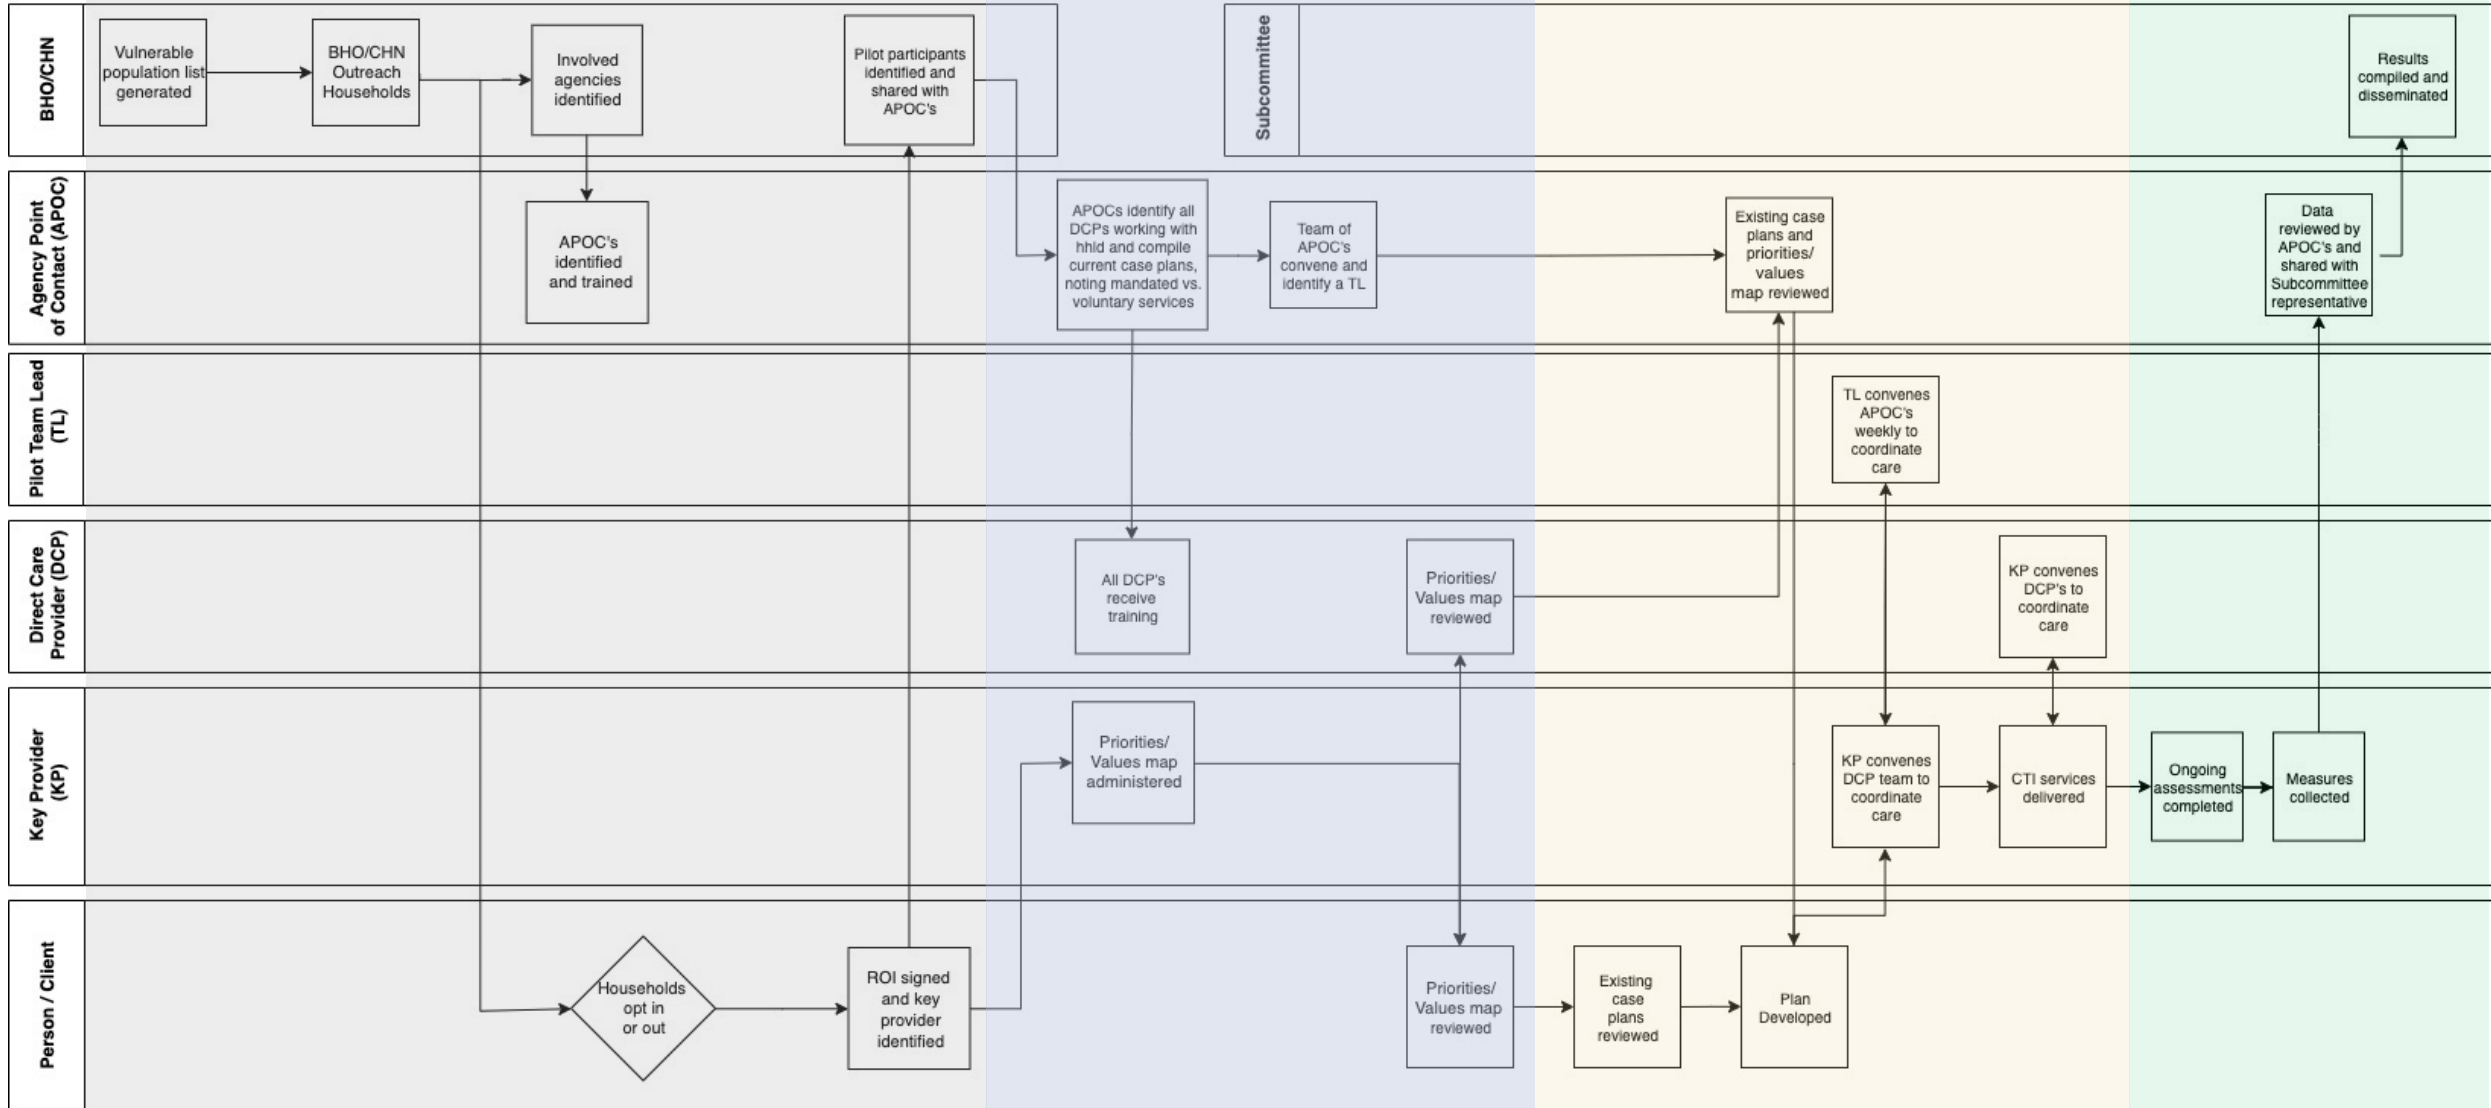 BHO/CHN
Vulnerable
population list
generated
BHO/CHN
Outreach
Households
Involved
agencies
identified
Pilot participants
identified and
shared with
APOC's
Subcommittee
Results
compiled and
disseminated
Agency Point
of Contact (APOC)
APOC's
identified
and trained
APOCs identify all
DCPs working with
hhld and compile
current case plans,
noting mandated vs.
voluntary services
Team of
APOC's
convene and
identify a TL
Existing case
plans and
priorities/
values
map reviewed
Data
reviewed by
APOC's and
shared with
Subcommittee
representative
Pilot Team Lead
(TL)
TL convenes
APOC's
weekly to
coordinate
care
Direct Care
Provider (DCP)
All DCP's
receive
training
Priorities/
Values map
reviewed
KP convenes
DCP's to
coordinate
care
Key Provider
(KP)
Priorities/
Values map
administered
KP convenes
DCP team to
coordinate
care
CTI services
delivered
Ongoing
assessments
completed
Measures
collected
Person / Client
Households
opt in
or out
ROI signed
and key
provider
identified
Priorities/
Values map
reviewed
Existing
case
plans
reviewed
Plan
Developed